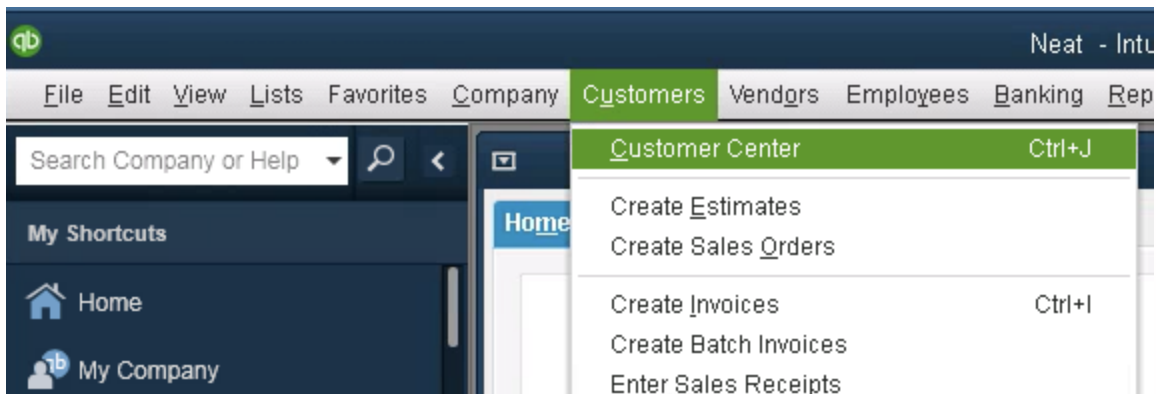 qb
Neat - Intu
File Edit View Lists Favorites Company Customers Vendors Employees Banking Rep
Search Company or Help
Customer Center Ctrl+J
My Shortcuts
Home
Create Estimates
Create Sales Orders
Home
Create Invoices Ctrl+I
qb My Company
Create Batch Invoices
Enter Sales Receipts